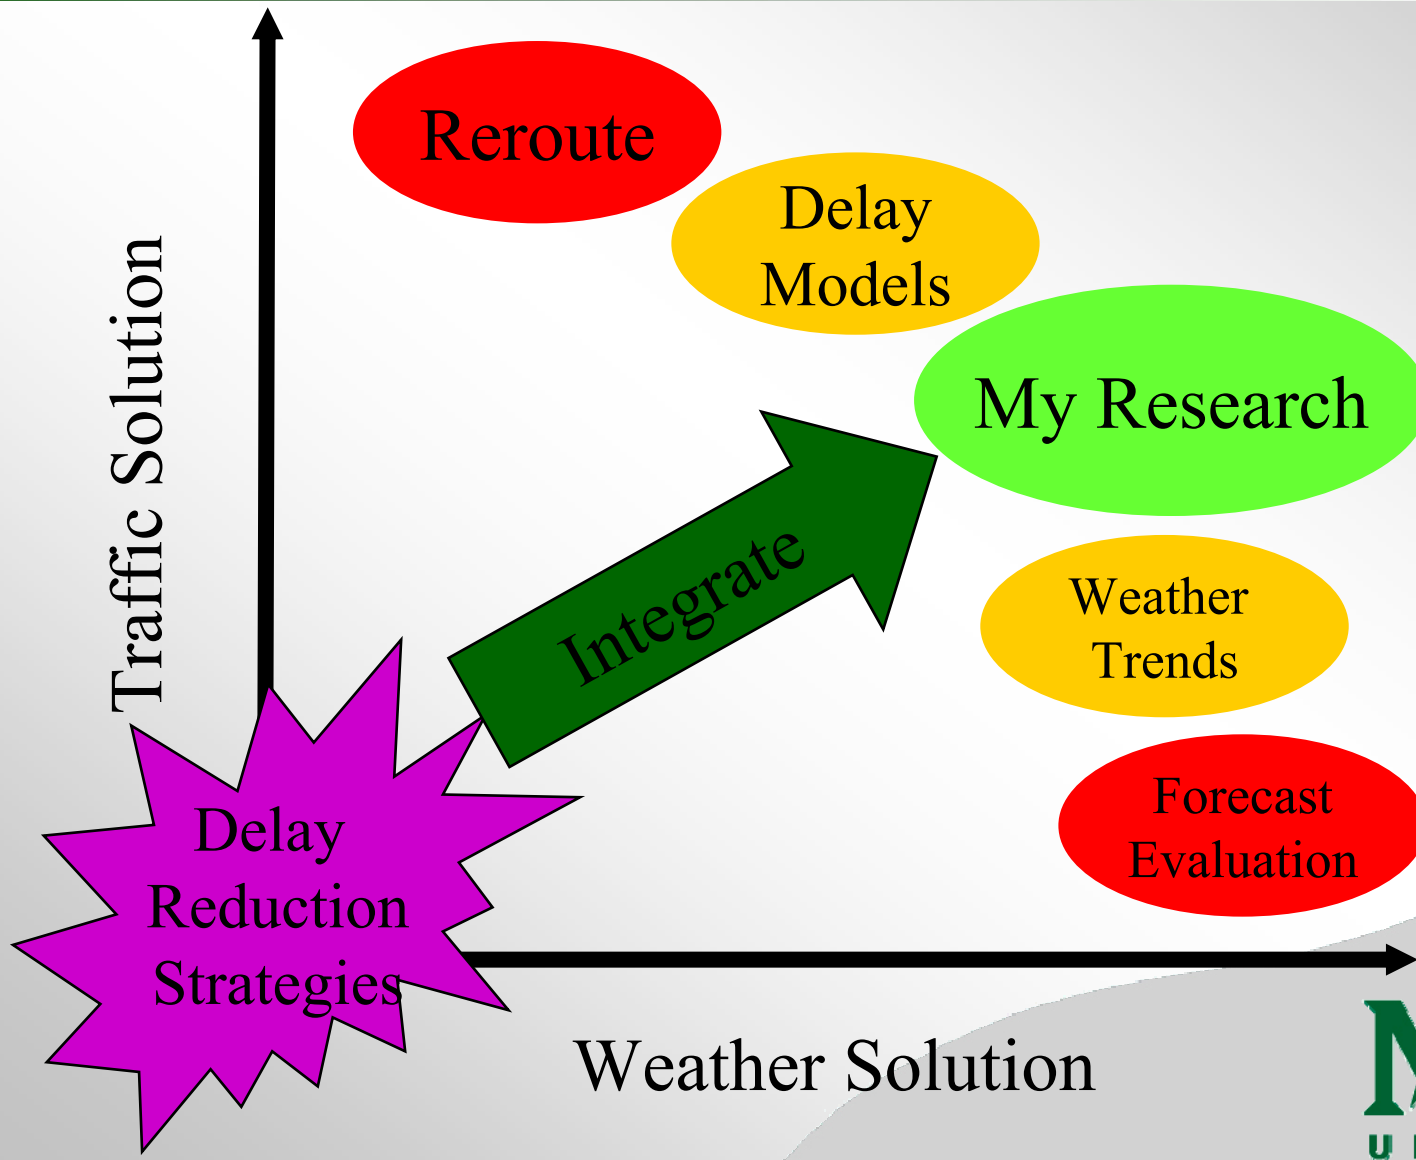 Reroute
Delay
Models
My Research
Traffic Solution
Integrate
Weather
Trends
Forecast
Evaluation
Delay
Reduction
Strategies
Weather Solution